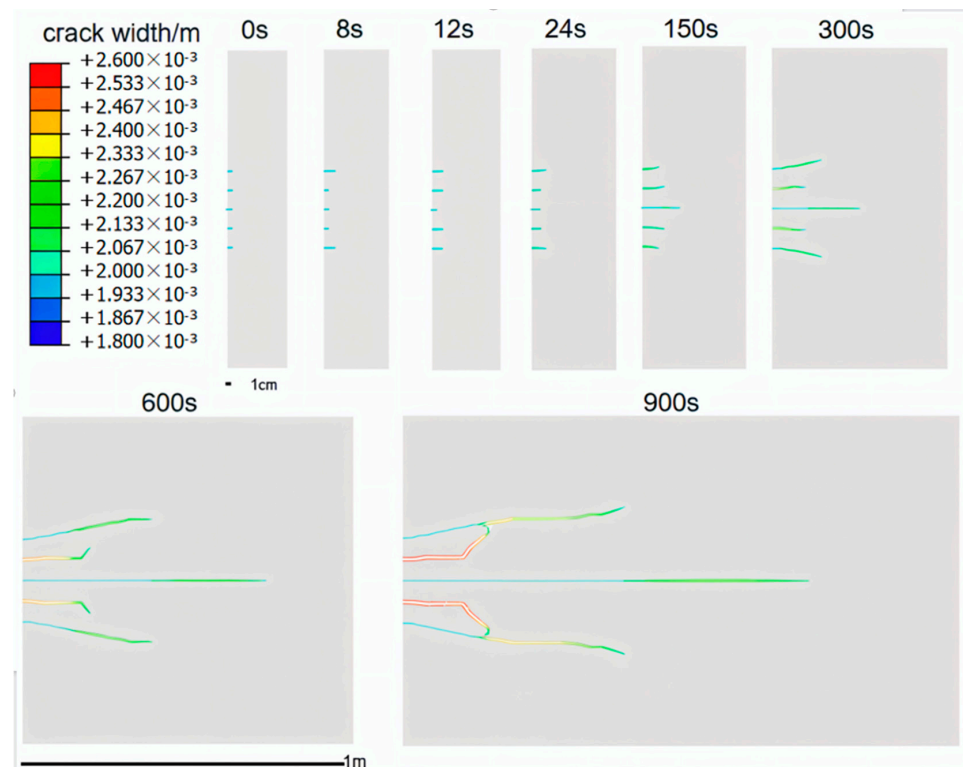 crack width/m
0s
8s
12s
24s
150s
300s
+2.600×10⁻³
+2.533×10⁻³
+2.467×10⁻³
+2.400×10⁻³
+2.333×10⁻³
+2.267×10⁻³
+2.200×10⁻³
+2.133×10⁻³
+2.067×10⁻³
+2.000×10⁻³
+1.933×10⁻³
+1.867×10⁻³
+1.800×10⁻³
1cm
600s
900s
1m